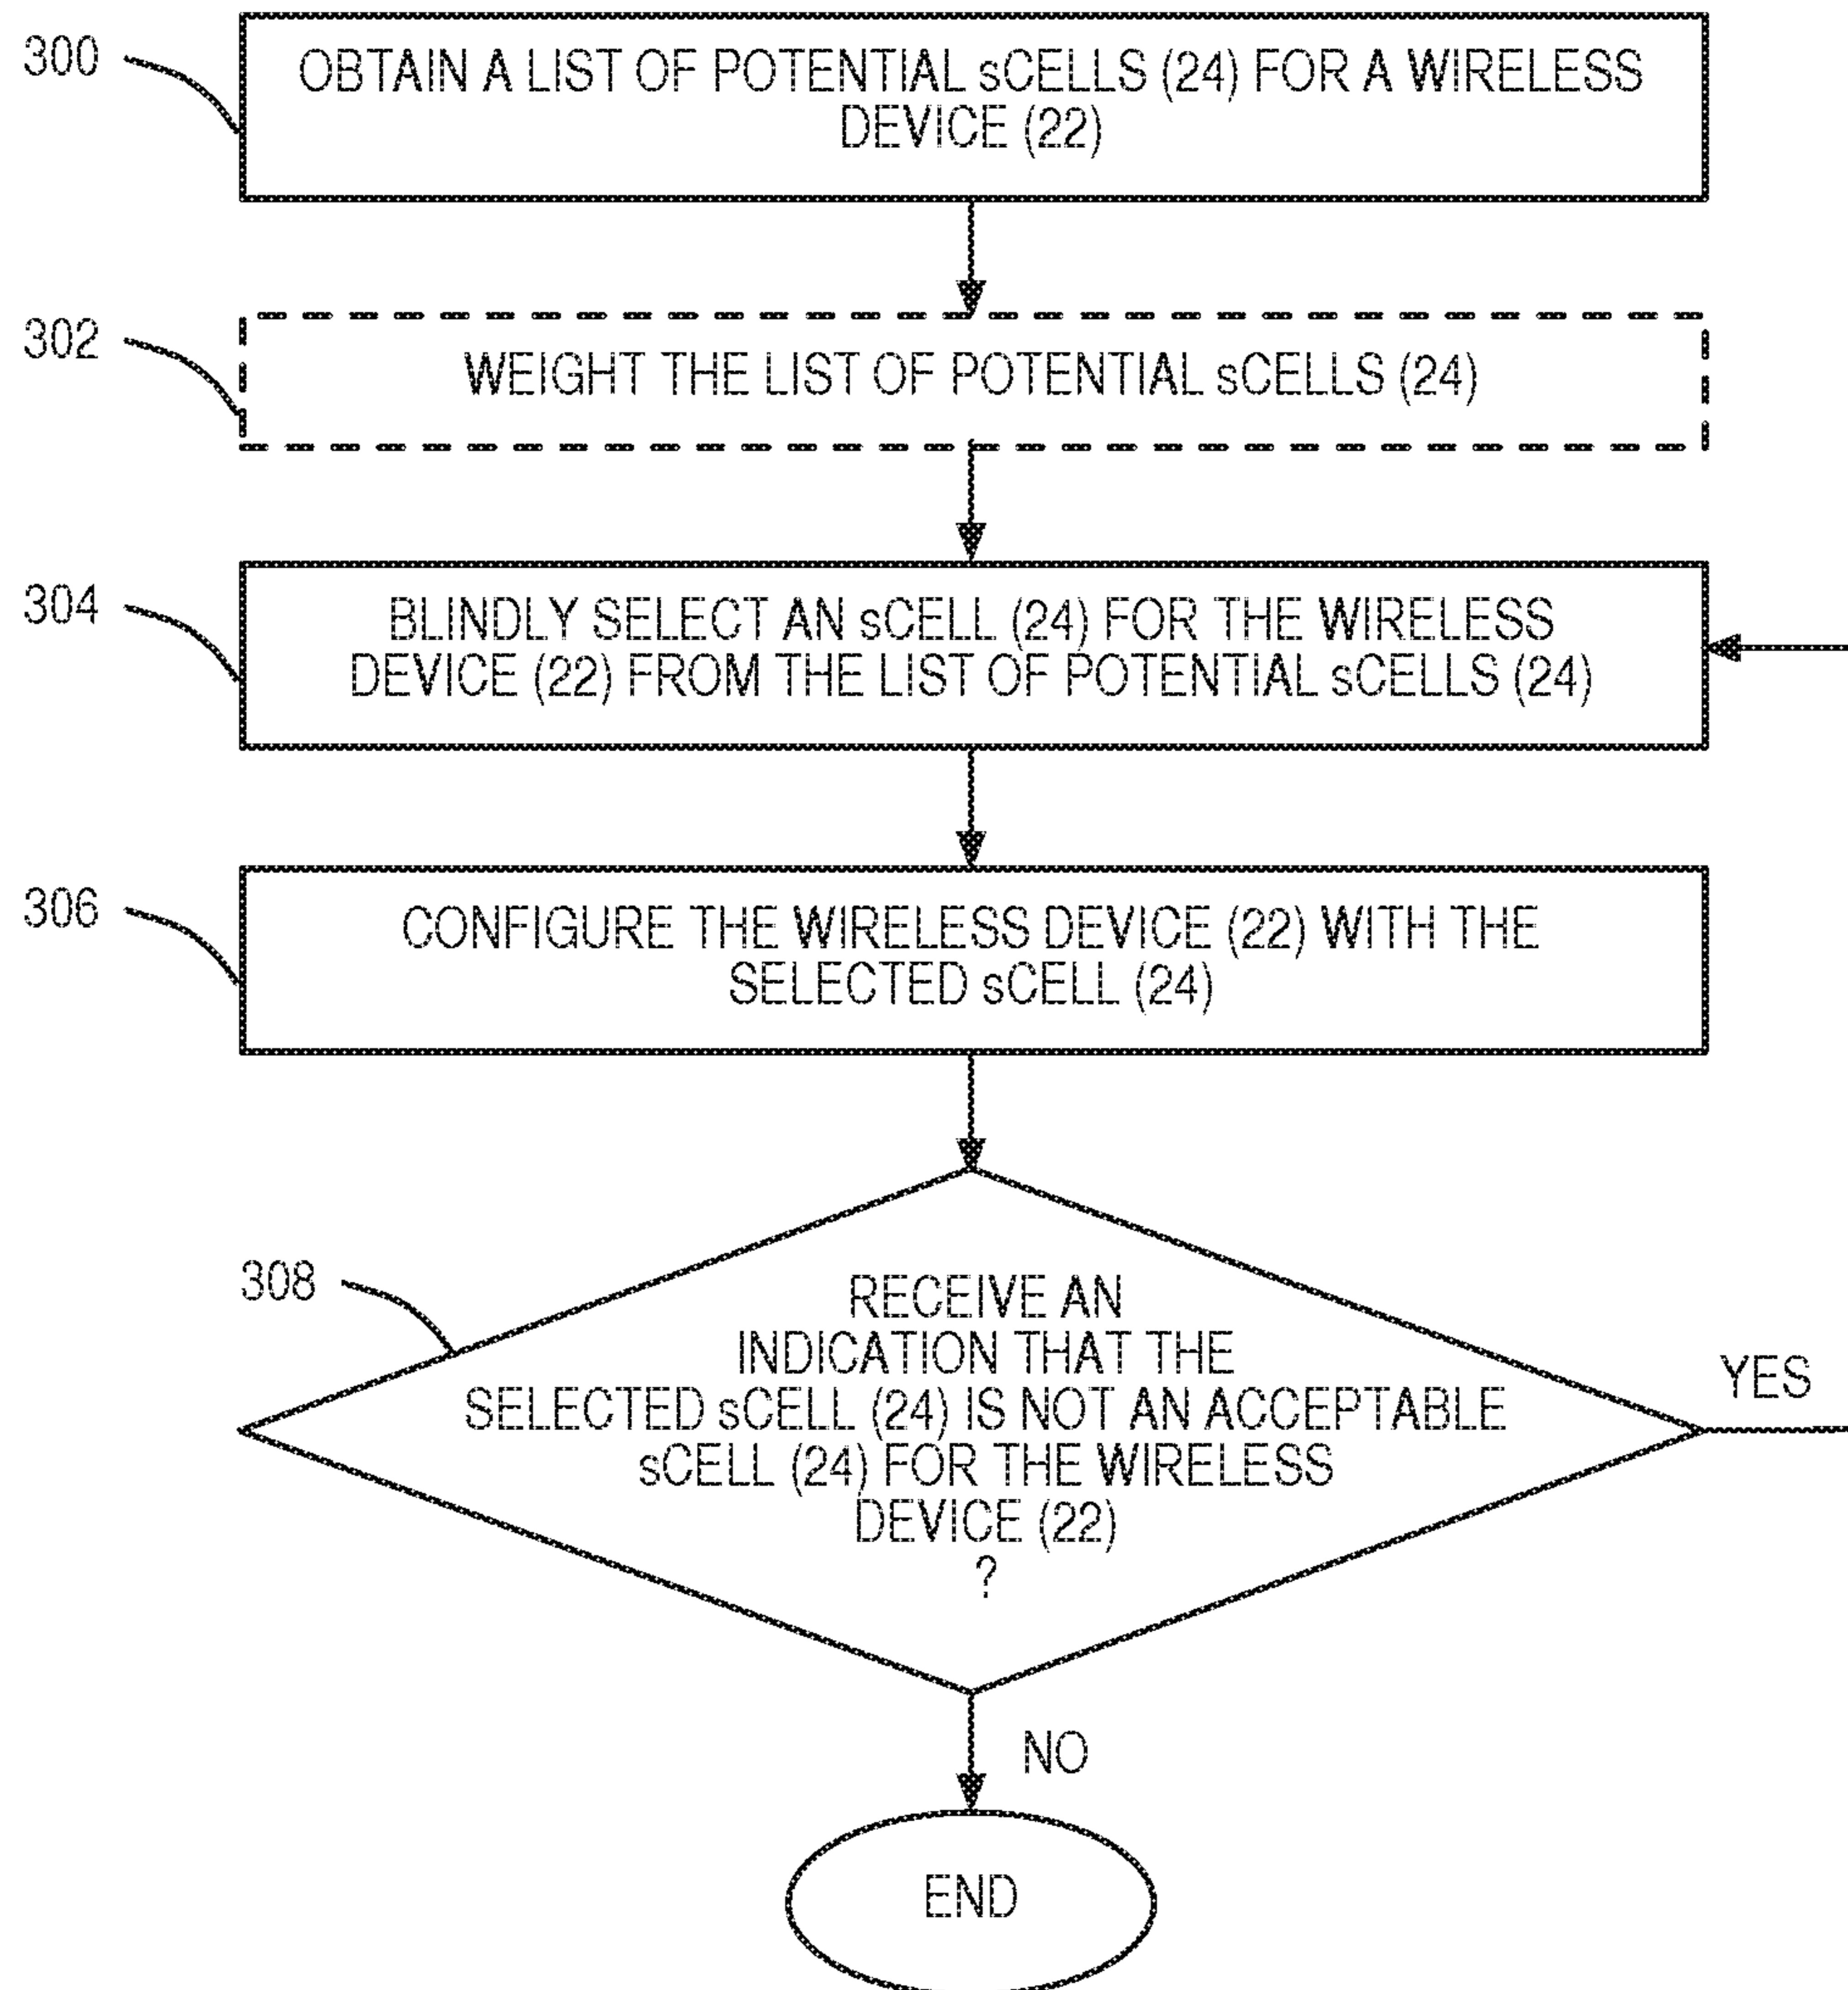 300
OBTAIN A LIST OF POTENTIAL sCELLS (24) FOR A WIRELESS
DEVICE (22)
302
WEIGHT THE LIST OF POTENTIAL sCELLS (24)
304
BLINDLY SELECT AN sCELL (24) FOR THE WIRELESS
DEVICE (22) FROM THE LIST OF POTENTIAL sCELLS (24)
306
CONFIGURE THE WIRELESS DEVICE (22) WITH THE
SELECTED sCELL (24)
308
RECEIVE AN
INDICATION THAT THE
SELECTED sCELL (24) IS NOT AN ACCEPTABLE
sCELL (24) FOR THE WIRELESS
DEVICE (22)
?
YES
NO
END